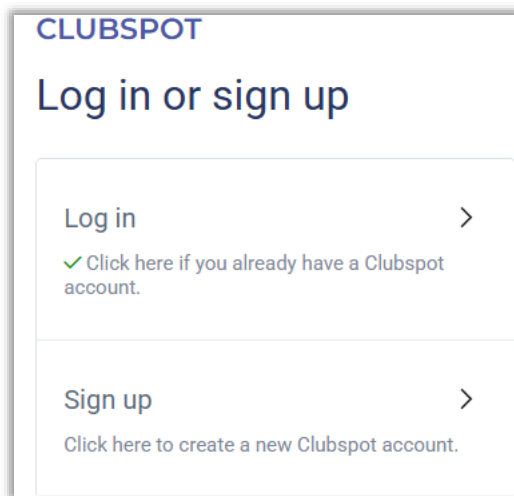 CLUBSPOT
Log in or sign up
Log in
Click here if you already have a Clubspot
account.
Sign up
Click here to create a new Clubspot account.